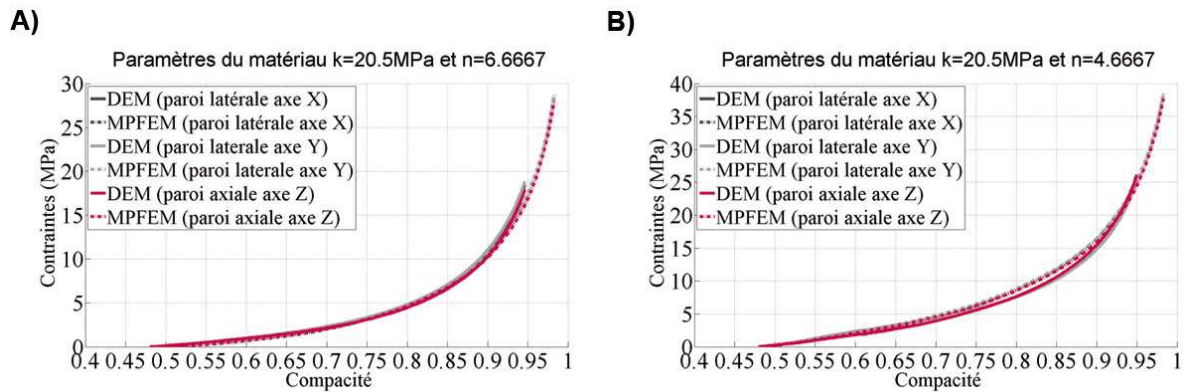 A)
Paramètres du matériau k=20.5MPa et n=6.6667
30
25
20
15
10
5
0
Contraintes (MPa)
DEM (paroi latérale axe X)
MPFEM (paroi latérale axe X)
DEM (paroi laterale axe Y)
MPFEM (paroi laterale axe Y)
DEM (paroi axiale axe Z)
MPFEM (paroi axiale axe Z)
0.4 0.45 0.5 0.55 0.6 0.65 0.7 0.75 0.8 0.85 0.9 0.95 1
Compacité
B)
Paramètres du matériau k=20.5MPa et n=4.6667
40
35
30
25
20
15
10
5
0
Contraintes (MPa)
DEM (paroi latérale axe X)
MPFEM (paroi latérale axe X)
DEM (paroi laterale axe Y)
MPFEM (paroi laterale axe Y)
DEM (paroi axiale axe Z)
MPFEM (paroi axiale axe Z)
0.4 0.45 0.5 0.55 0.6 0.65 0.7 0.75 0.8 0.85 0.9 0.95 1
Compacité